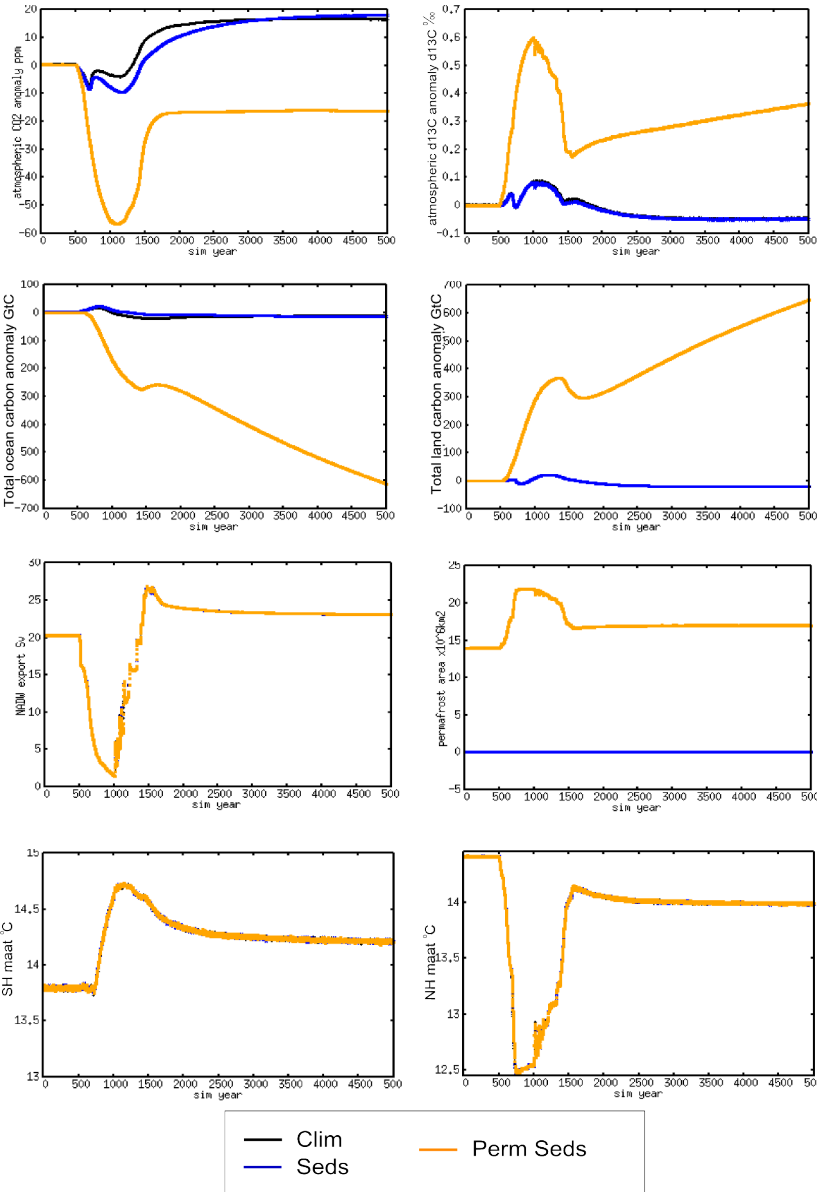 atmospheric CO2 anomaly ppm
20
10
0
-10
-20
-30
-40
-50
-60
0 500 1000 1500 2000 2500 3000 3500 4000 4500 500
sim year
atmospheric d13C anomaly d13C ‰
0.7
0.6
0.5
0.4
0.3
0.2
0.1
0
-0.1
0 500 1000 1500 2000 2500 3000 3500 4000 4500 500
sim year
Total ocean carbon anomaly GtC
100
0
100
200
300
400
500
-600
-700
0 500 1000 1500 2000 2500 3000 3500 4000 4500 500
sim year
Total land carbon anomaly GtC
700
600
500
400
300
200
100
0
-100
0 500 1000 1500 2000 2500 3000 3500 4000 4500 500
sim year
NADW export Sv
30
25
20
15
10
5
0
0 500 1000 1500 2000 2500 3000 3500 4000 4500 500
sim year
permafrost area x10^6km2
25
20
15
10
5
0
-5
0 500 1000 1500 2000 2500 3000 3500 4000 4500 500
sim year
SH maat °C
15
14.5
14
13.5
13
0 500 1000 1500 2000 2500 3000 3500 4000 4500 500
sim year
NH maat °C
14
13.5
13
12.5
0 500 1000 1500 2000 2500 3000 3500 4000 4500 500
sim year
Clim
Seds
Perm Seds